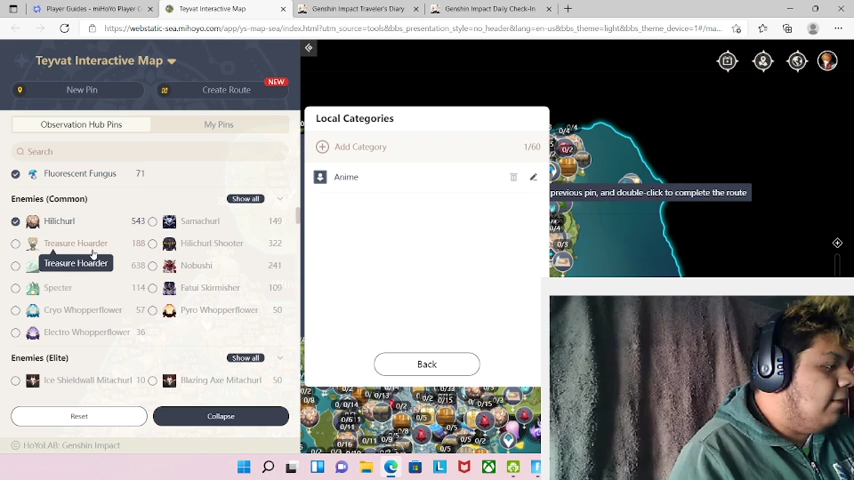 Player Guides - miHoYo Player G
Teyvat Interactive Map
Genshin Impact Traveler's Diary
Genshin Impact Daily Check-In
https://webstatic-sea.mihoyo.com/app/ys-map-sea/index.html?utm_source=tools&bbs_presentation_style=no_header&lang=en-us&bbs_theme=light&bbs_theme_device=1#/ma...
Teyvat Interactive Map
NEW
New Pin
Create Route
Observation Hub Pins
My Pins
Search
Fluorescent Fungus 71
Enemies (Common)
Show all
Hilichurl 543
Samachurl 149
Treasure Hoarder 188
Hilichurl Shooter 322
Treasure Hoarder
638
Nobushi 241
Specter 114
Fatui Skirmisher 109
Cryo Whopperflower 57
Pyro Whopperflower 50
Electro Whopperflower 36
Enemies (Elite)
Show all
Ice Shieldwall Mitachurl 10
Blazing Axe Mitachurl 50
Reset
Collapse
HoYoLAB: Genshin Impact
Local Categories
Add Category
1/60
Anime
Back
previous pin, and double-click to complete the route